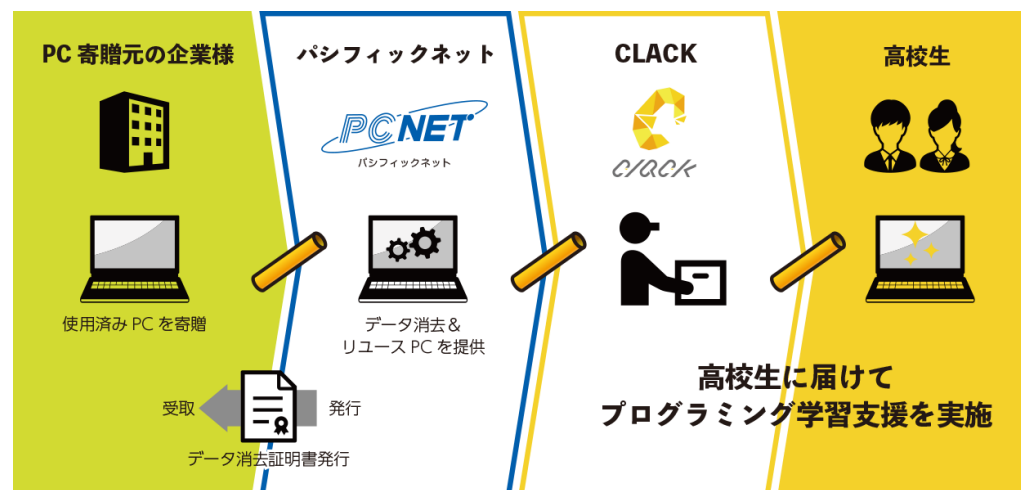 PC 寄贈元の企業様
パシフィックネット
CLACK
高校生
PC NET
パシフィックネット
CLACK
使用済み PC を寄贈
データ消去＆
リユース PC を提供
高校生に届けて
プログラミング学習支援を実施
受取
発行
データ消去証明書発行